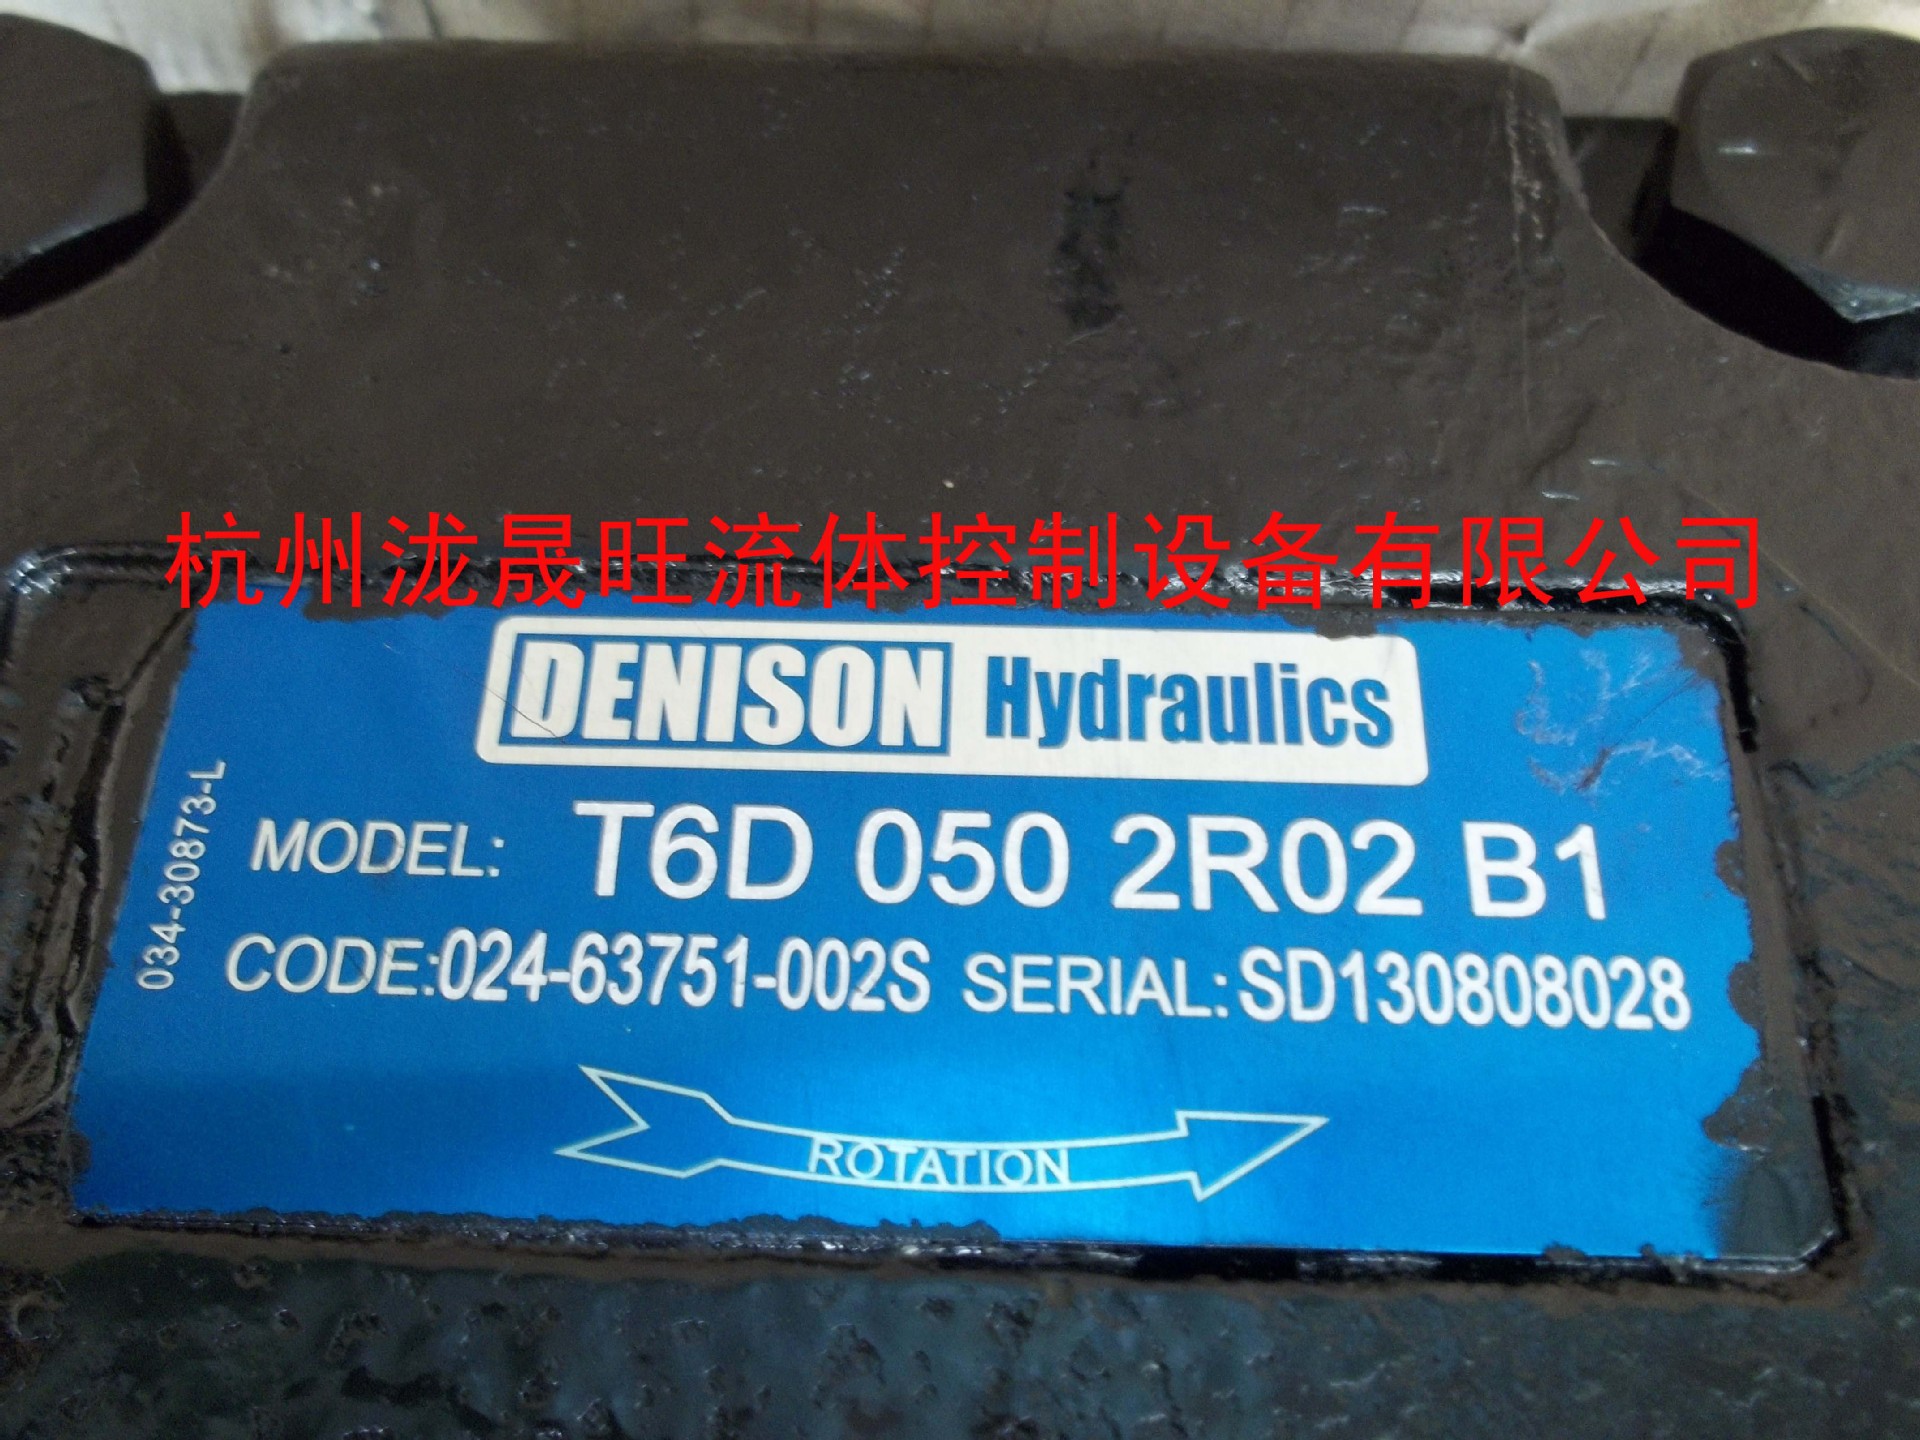 杭州泷晟旺流体控制设备有限公司
DENISON Hydraulics
034-30873-L
MODEL: T6D 050 2R02 B1
CODE:024-63751-002S SERIAL:SD130808028
ROTATION